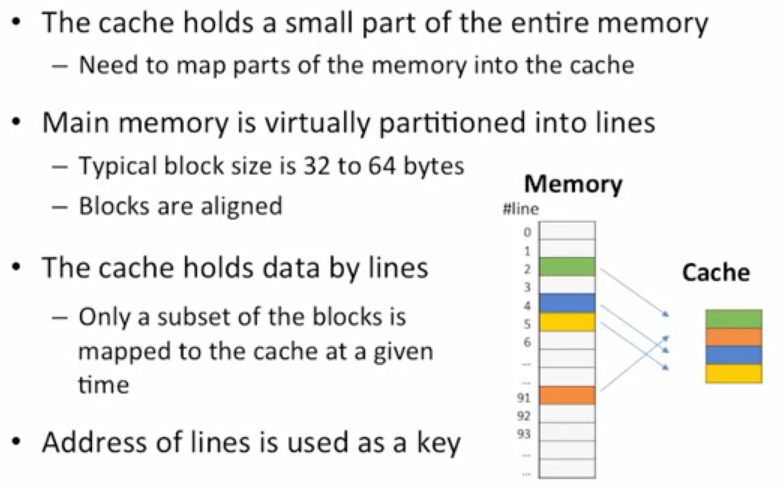 • The cache holds a small part of the entire memory
– Need to map parts of the memory into the cache
• Main memory is virtually partitioned into lines
– Typical block size is 32 to 64 bytes
– Blocks are aligned
• The cache holds data by lines
– Only a subset of the blocks is
mapped to the cache at a given
time
• Address of lines is used as a key
Memory
#line
0
1
2
3
4
5
6
...
...
91
92
93
...
...
Cache